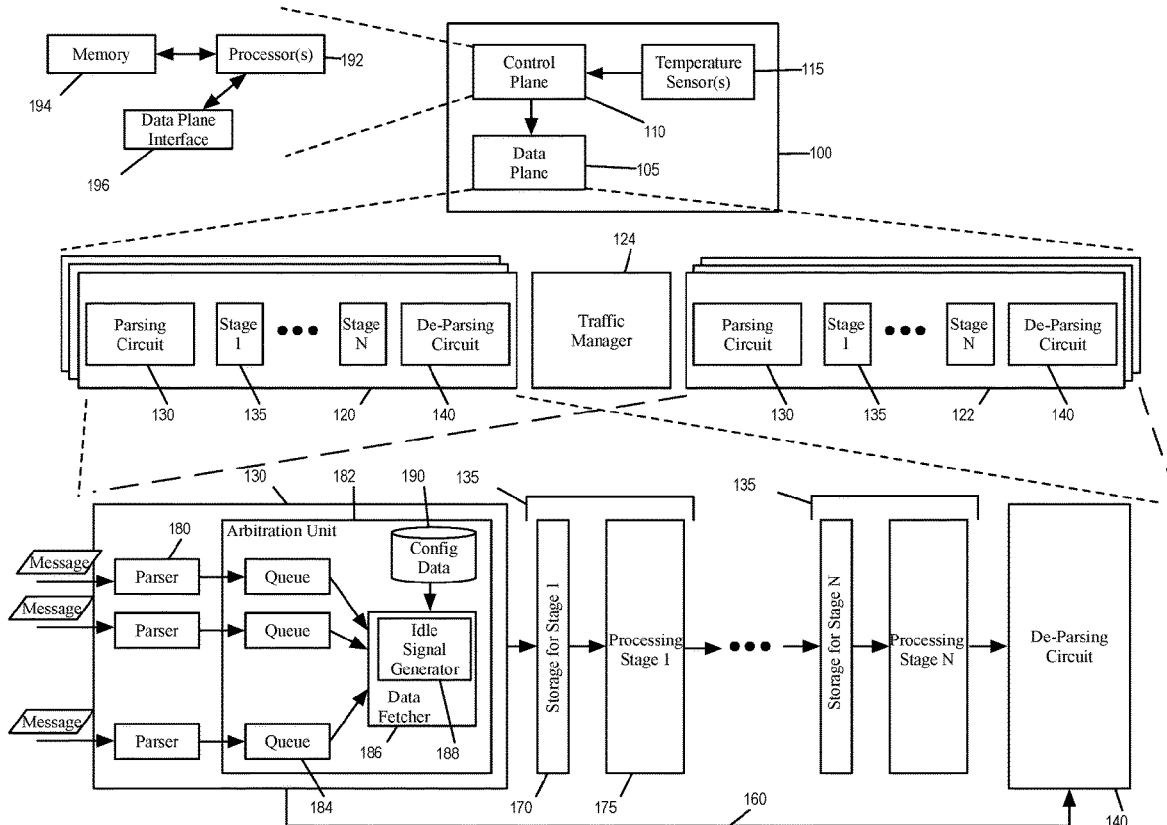 Memory
Processor(s)
192
194
Data Plane
Interface
196
Control
Plane
Temperature
Sensor(s)
115
110
Data
Plane
105
100
124
Parsing
Circuit
Stage
1
Stage
N
De-Parsing
Circuit
Traffic
Manager
Parsing
Circuit
Stage
1
Stage
N
De-Parsing
Circuit
130
135
120
140
130
135
122
140
130
182
190
135
135
180
Arbitration Unit
Config
Data
Message
Parser
Queue
Message
Parser
Queue
Idle
Signal
Generator
Data
Fetcher
186
188
Message
Parser
Queue
184
Storage for Stage 1
Processing
Stage 1
Storage for Stage N
Processing
Stage N
De-Parsing
Circuit
170
175
160
140